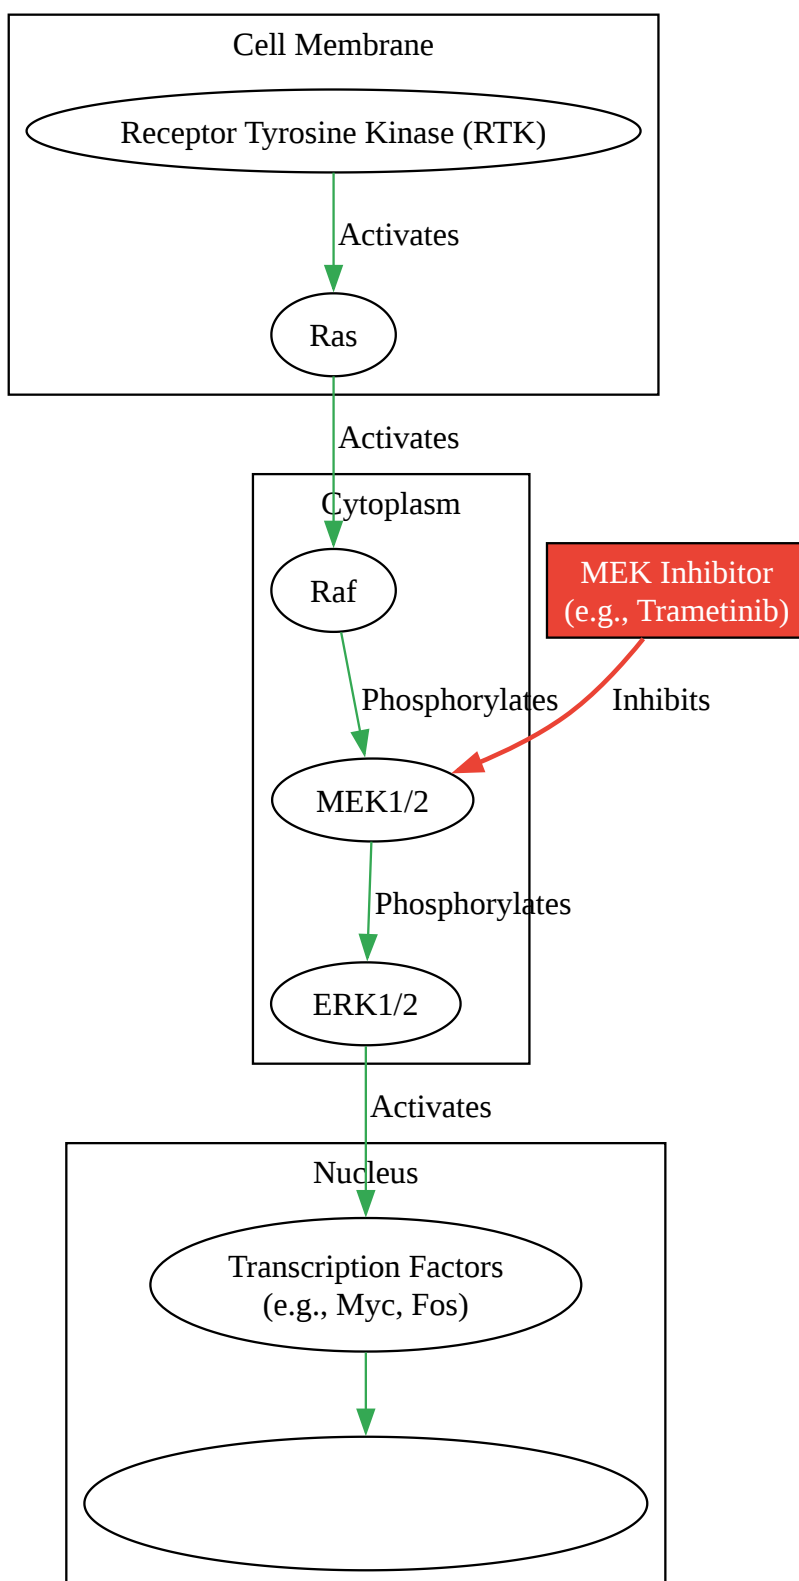 Cell Membrane
Receptor Tyrosine Kinase (RTK)
Activates
Ras
Activates
Cytoplasm
Raf
MEK Inhibitor
(e.g., Trametinib)
Phosphorylates
Inhibits
MEK1/2
Phosphorylates
ERK1/2
Activates
Nucleus
Transcription Factors
(e.g., Myc, Fos)